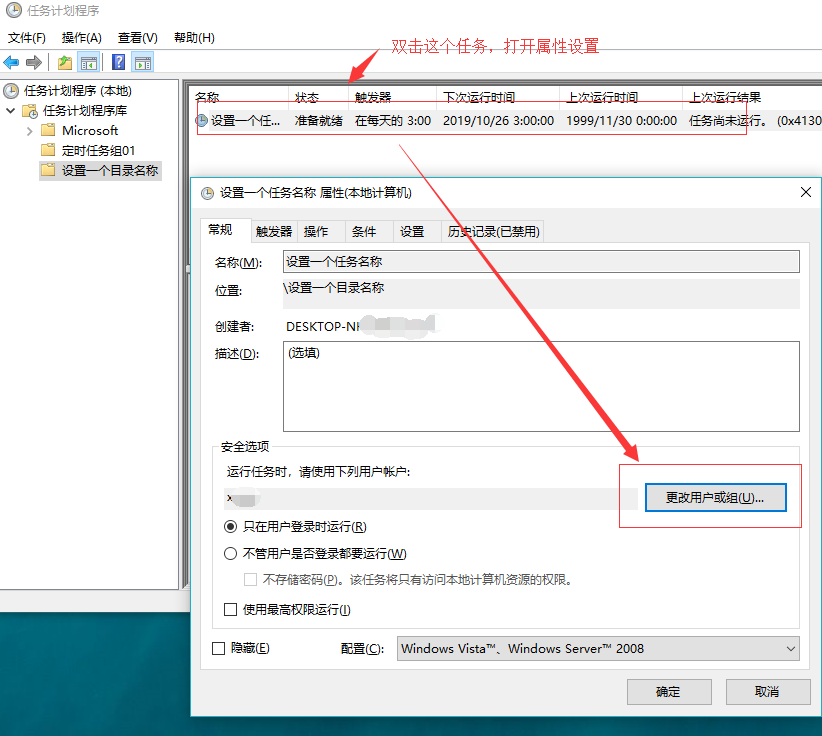 任务计划程序
文件(F) 操作(A) 查看(V) 帮助(H)
双击这个任务，打开属性设置
任务计划程序 (本地)
任务计划程序库
Microsoft
定时任务组01
设置一个目录名称
名称 状态 触发器 下次运行时间 上次运行时间 上次运行结果
设置一个任... 准备就绪 在每天的 3:00 2019/10/26 3:00:00 1999/11/30 0:00:00 任务尚未运行。 (0x4130
设置一个任务名称 属性(本地计算机)
常规 触发器 操作 条件 设置 历史记录(已禁用)
名称(M): 设置一个任务名称
位置: \设置一个目录名称
创建者: DESKTOP-NH
描述(D): (选填)
安全选项
运行任务时，请使用下列用户帐户:
x
更改用户或组(U)...
只在用户登录时运行(R)
不管用户是否登录都要运行(W)
不存储密码(P)。该任务将只有访问本地计算机资源的权限。
使用最高权限运行(I)
隐藏(E) 配置(C): Windows Vista™、Windows Server™ 2008
确定 取消